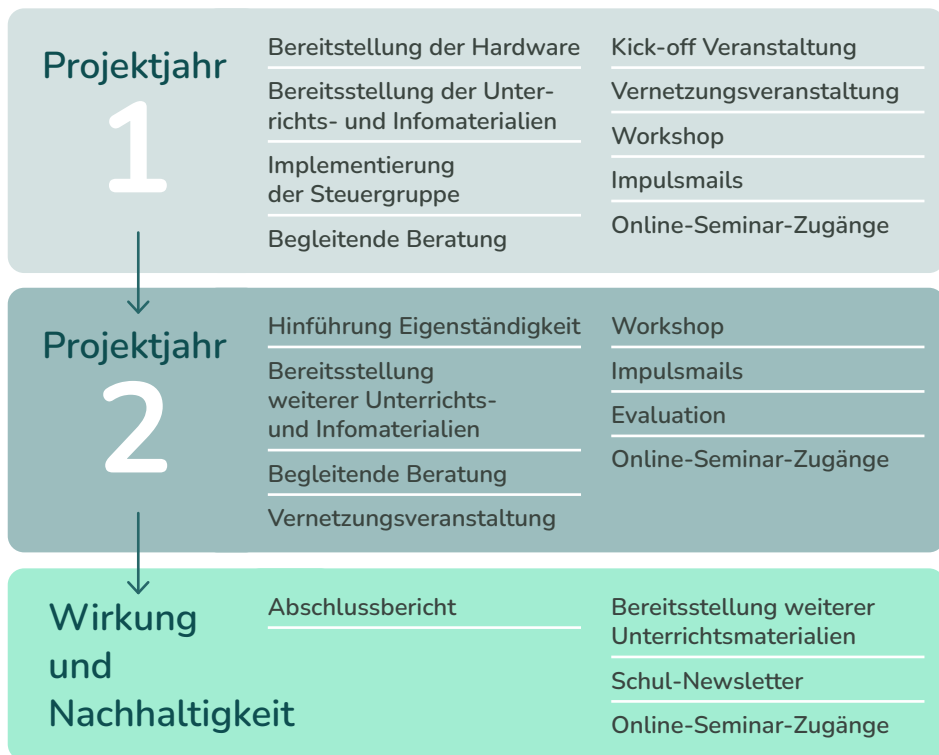 Projektjahr
1
Bereitstellung der Hardware
Bereitsstellung der Unter-
richts- und Infomaterialien
Implementierung
der Steuergruppe
Begleitende Beratung
Kick-off Veranstaltung
Vernetzungsveranstaltung
Workshop
Impulsmails
Online-Seminar-Zugänge
Projektjahr
2
Hinführung Eigenständigkeit
Bereitsstellung
weiterer Unterrichts-
und Infomaterialien
Begleitende Beratung
Vernetzungsveranstaltung
Workshop
Impulsmails
Evaluation
Online-Seminar-Zugänge
Wirkung
und
Nachhaltigkeit
Abschlussbericht
Bereitsstellung weiterer
Unterrichtsmaterialien
Schul-Newsletter
Online-Seminar-Zugänge